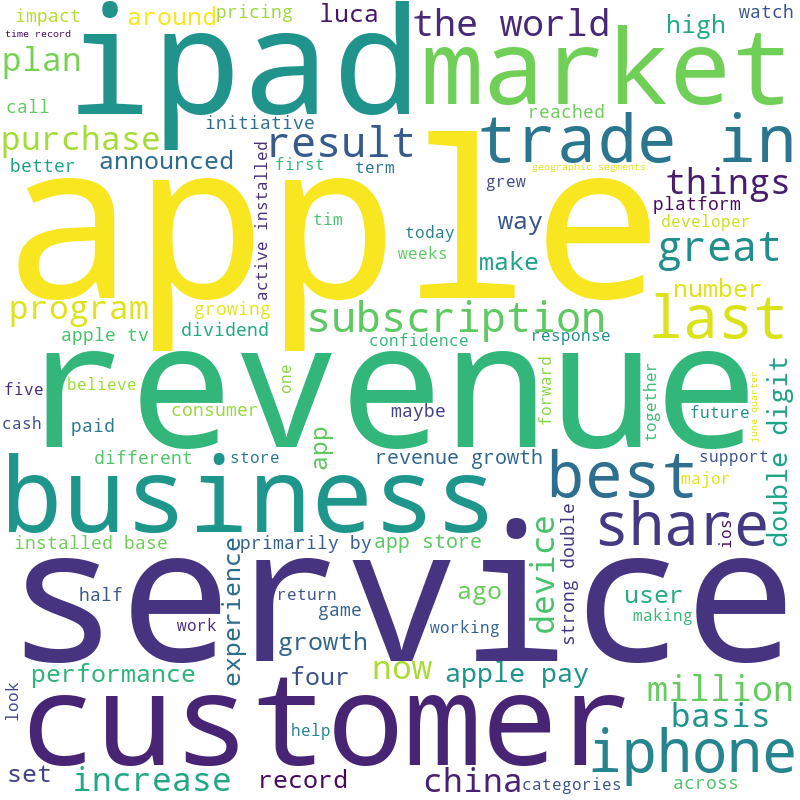 impact
around
pricing
luca
the world
high
watch
time record
ipad
market
plan
call
initiative
reached
purchase
result
trade in
better
announced
active installed
first
term
geographic segments
grew
things
apple
platform
tim
way
developer
today
great
weeks
make
number
program
growing
subscription
last
apple tv
dividend
confidence
response
revenue
five
believe
one
forward
together
june quarter
double digit
cash
paid
consumer
maybe
future
app
different
store
revenue growth
best
support
business
major
share
installed base
primarily by
app store
device
strong double
ios
service
experience
half
return
game
ago
user
work
working
making
growth
performance
four
now
apple pay
million
customer
look
help
basis
iphone
set
increase
record
china
categories
across